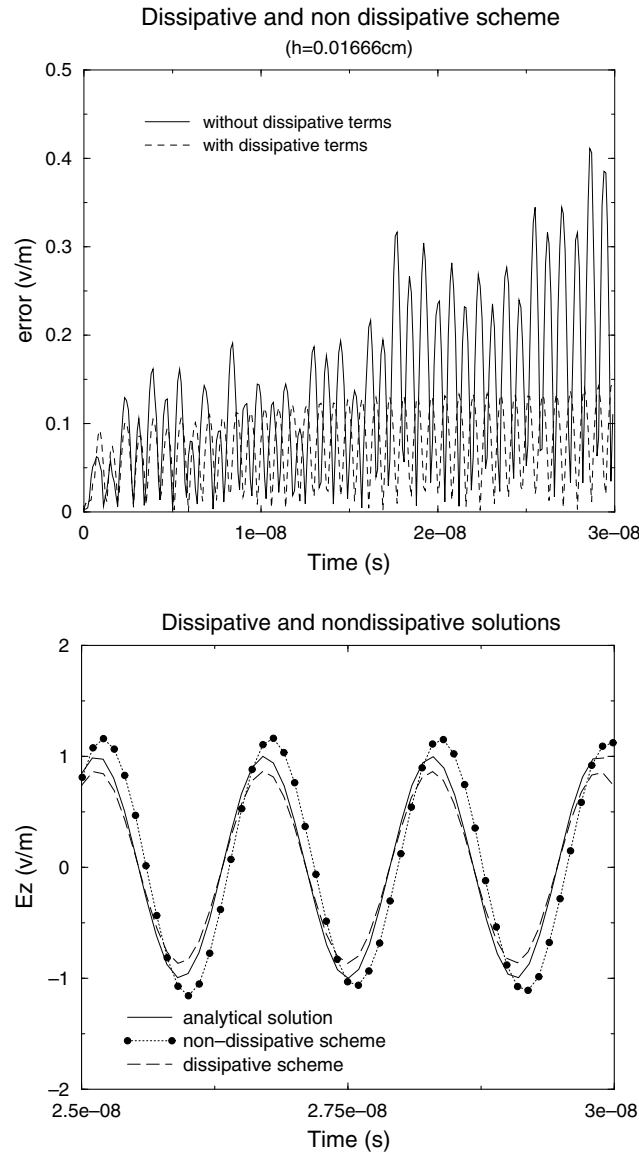 Dissipative and non dissipative scheme
(h=0.01666cm)
0.5
0.4
0.3
0.2
0.1
0
error (v/m)
without dissipative terms
with dissipative terms
0
1e−08
2e−08
3e−08
Time (s)
Dissipative and nondissipative solutions
2
1
0
−1
−2
Ez (v/m)
analytical solution
non−dissipative scheme
dissipative scheme
2.5e−08
2.75e−08
3e−08
Time (s)